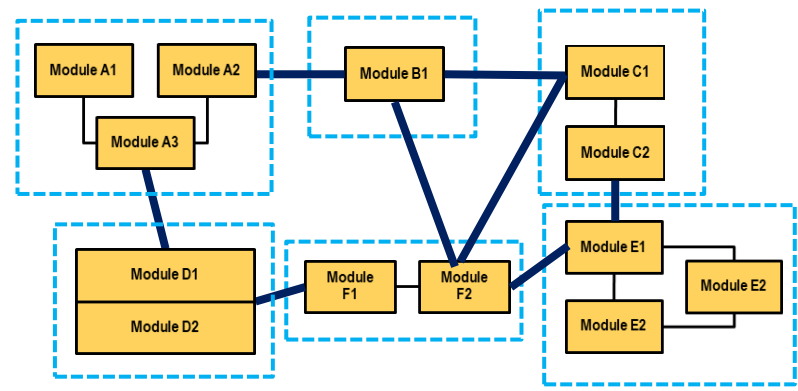 Module A1
Module A2
Module A3
Module B1
Module C1
Module C2
Module D1
Module D2
Module
F1
Module
F2
Module E1
Module E2
Module E2